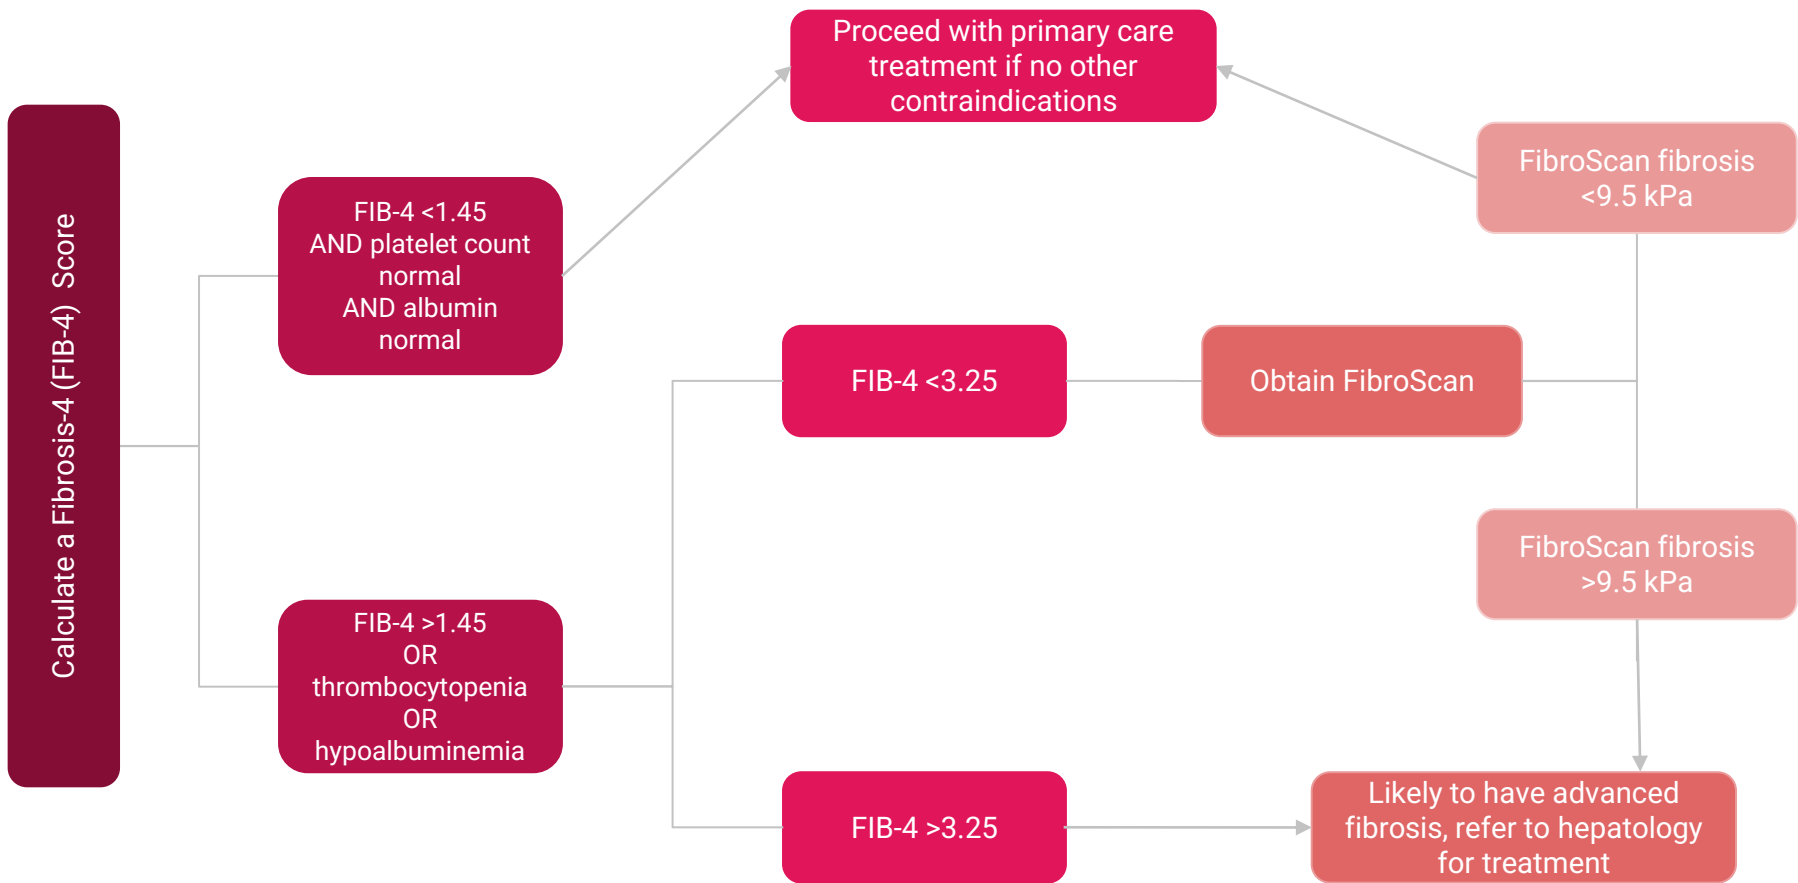 Calculate a Fibrosis-4 (FIB-4) Score
FIB-4 <1.45
AND platelet count
normal
AND albumin
normal
FIB-4 >1.45
OR
thrombocytopenia
OR
hypoalbuminemia
Proceed with primary care
treatment if no other
contraindications
FIB-4 <3.25
Obtain FibroScan
FibroScan fibrosis
<9.5 kPa
FibroScan fibrosis
>9.5 kPa
FIB-4 >3.25
Likely to have advanced
fibrosis, refer to hepatology
for treatment